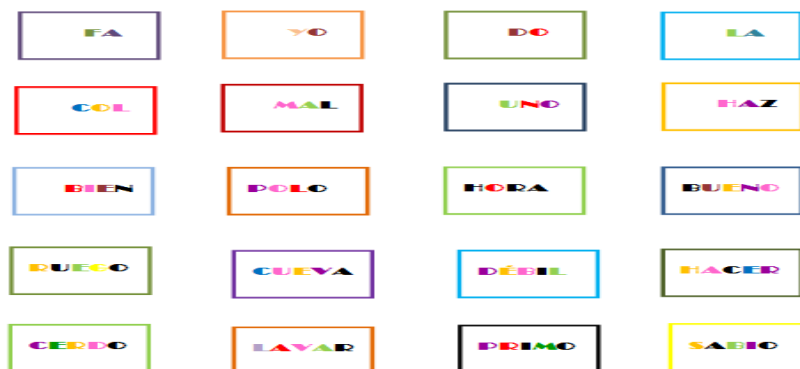 FA YO DO LA
COL MAL UNO HAZ
BIEN POLO HORA BUENO
RUEGO CUEVA DÉBIL HACER
CERDO LAVAR PRIMO SABIO